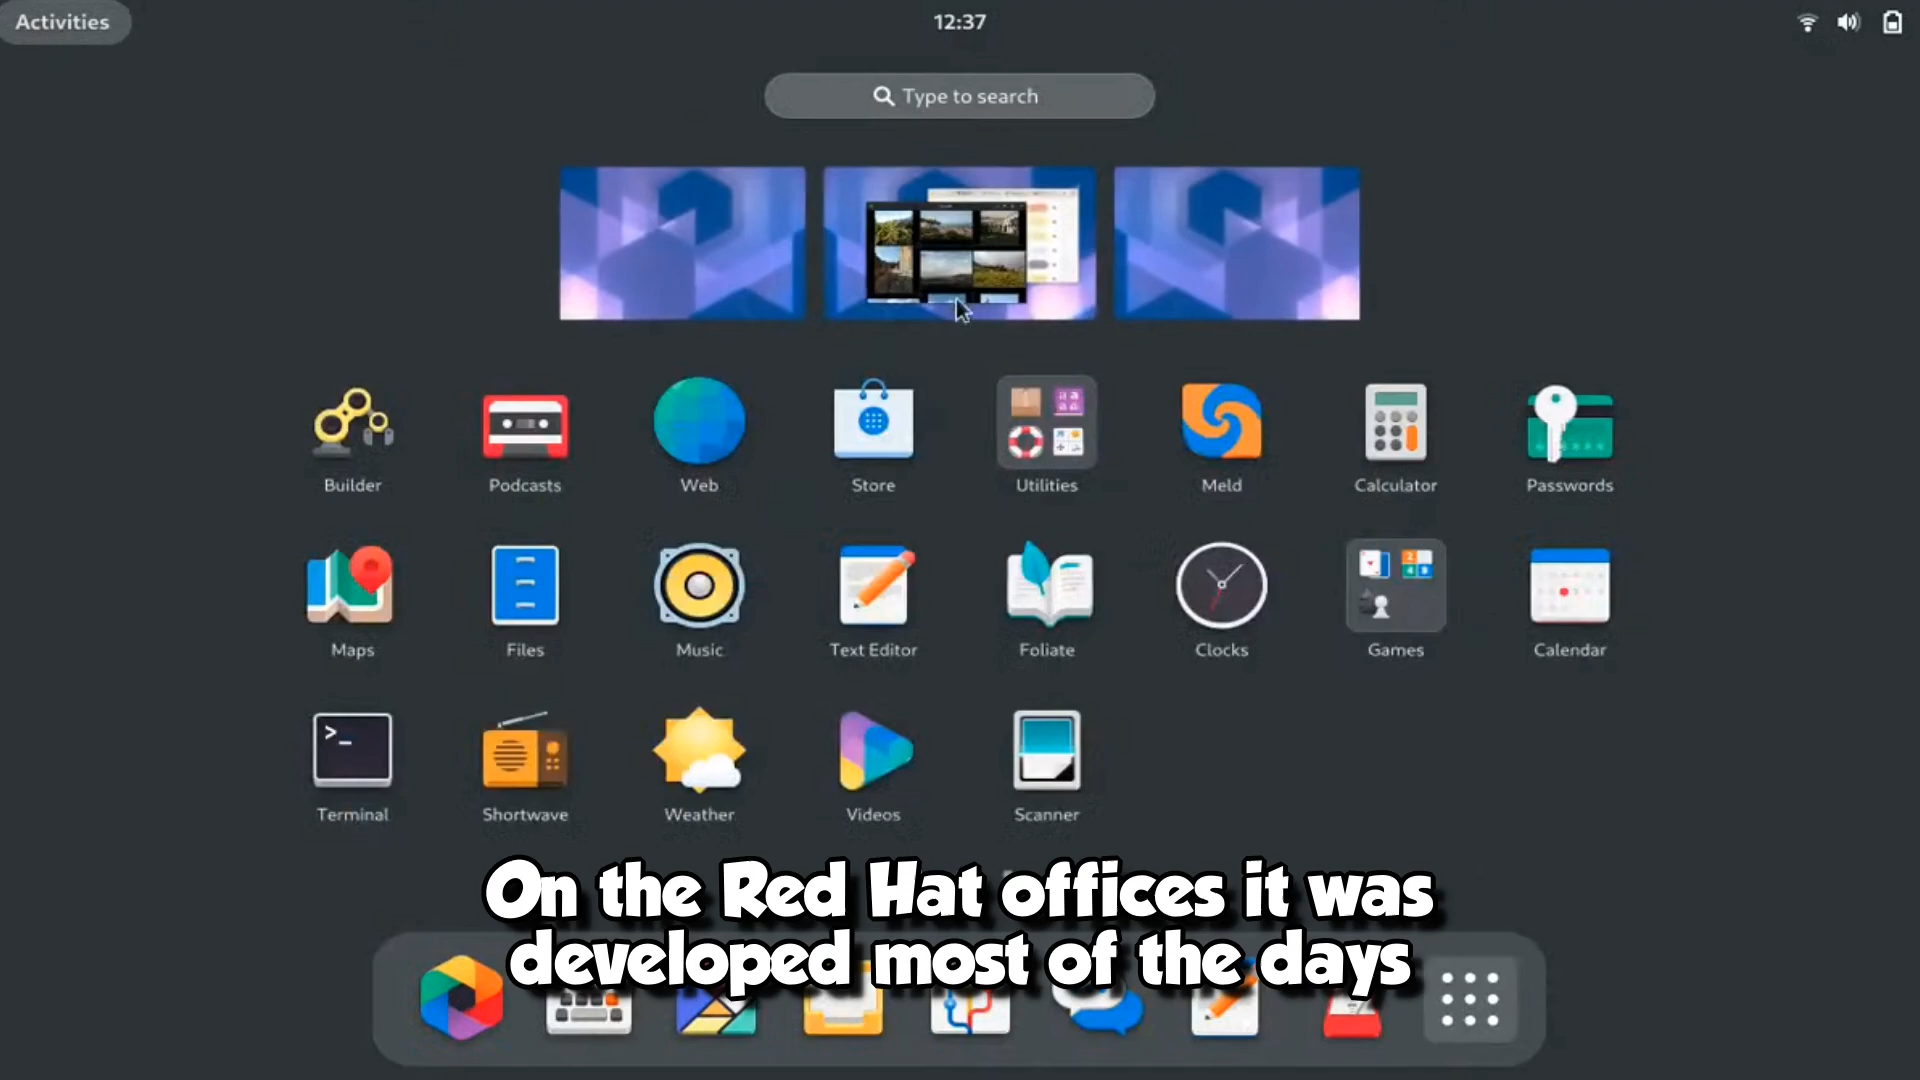 Activities
12:37
Type to search
Builder
Podcasts
Web
Store
Utilities
Meld
Calculator
Passwords
Maps
Files
Music
Text Editor
Foliate
Clocks
Games
Calendar
Terminal
Shortwave
Weather
Videos
Scanner
On the Red Hat offices it was
developed most of the days